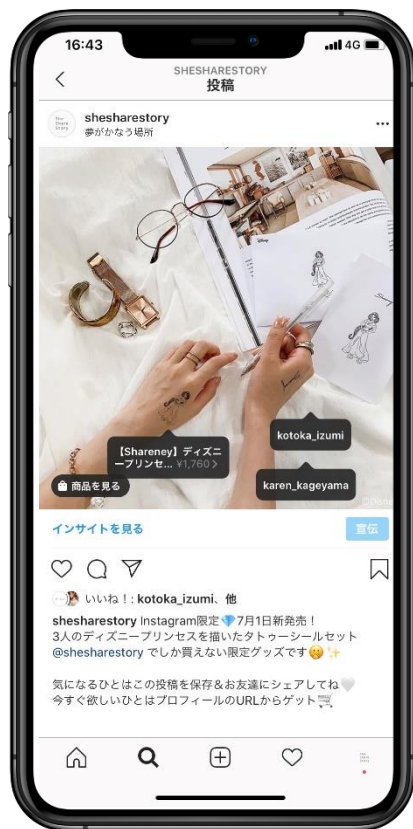 16:43
4G
SHESHARESTORY
投稿
shesharestory
夢がかなう場所
【Shareney】ディズニ
ープリンセ... ¥1,760
kotoka_izumi
karen_kageyama
商品を見る
インサイトを見る
宣伝
いいね！: kotoka_izumi、他
shesharestory Instagram限定💎7月1日新発売！
3人のディズニープリンセスを描いたタトゥーシールセット
@shesharestory でしか買えない限定グッズです🤭✨
気になるひとはこの投稿を保存&お友達にシェアしてね🤍
今すぐ欲しいひとはプロフィールのURLからゲット🛒